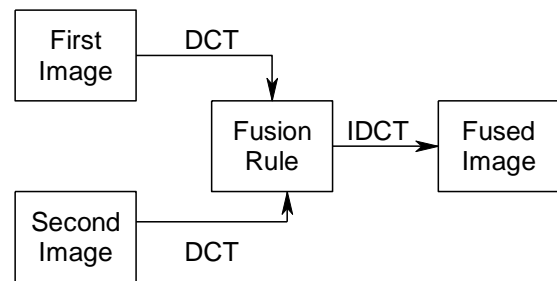 First
Image
DCT
Fusion
Rule
IDCT
Fused
Image
Second
Image
DCT